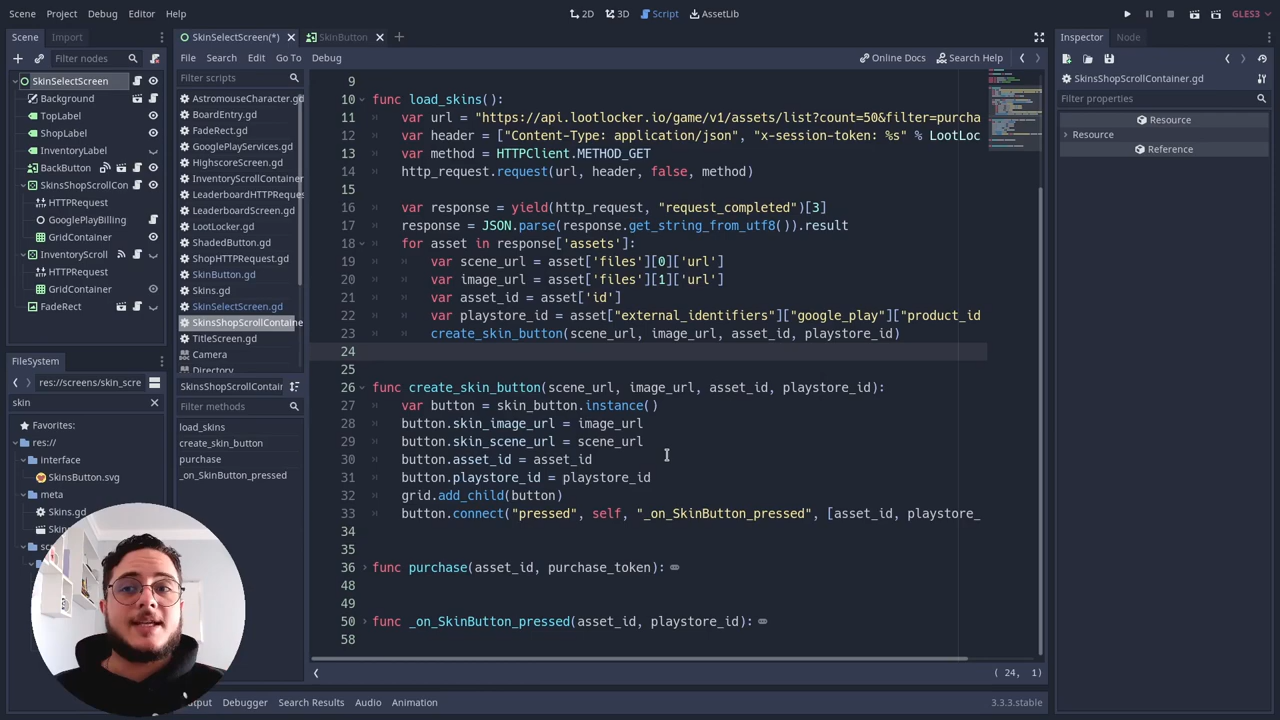 Scene Project Debug Editor Help
2D 3D Script AssetLib
GLES3
Scene Import
SkinSelectScreen(*)
SkinButton
Inspector Node
Filter nodes
File Search Edit Go To Debug
Online Docs Search Help
SkinSelectScreen
Background
TopLabel
ShopLabel
InventoryLabel
BackButton
SkinsShopScrollCon
HTTPRequest
GooglePlayBilling
GridContainer
InventoryScroll
HTTPRequest
GridContainer
FadeRect
FileSystem
res://screens/skin_scre
skin
Favorites:
res://
interface
SkinsButton.svg
meta
Skins.gd
Filter scripts
AstromouseCharacter.gd
BoardEntry.gd
FadeRect.gd
GooglePlayServices.gd
HighscoreScreen.gd
InventoryScrollContainer
LeaderboardHTTPReques
LeaderboardScreen.gd
LootLocker.gd
ShadedButton.gd
ShopHTTPRequest.gd
SkinButton.gd
Skins.gd
SkinSelectScreen.gd
SkinsShopScrollContaine
TitleScreen.gd
Camera
Directory
SkinsShopScrollContain
Filter methods
load_skins
create_skin_button
purchase
_on_SkinButton_pressed
9
10 func load_skins():
11 var url = "https://api.lootlocker.io/game/v1/assets/list?count=50&filter=purcha
12 var header = ["Content-Type: application/json", "x-session-token: %s" % LootLoc
13 var method = HTTPClient.METHOD_GET
14 http_request.request(url, header, false, method)
15
16 var response = yield(http_request, "request_completed")[3]
17 response = JSON.parse(response.get_string_from_utf8()).result
18 for asset in response['assets']:
19 var scene_url = asset['files'][0]['url']
20 var image_url = asset['files'][1]['url']
21 var asset_id = asset['id']
22 var playstore_id = asset["external_identifiers"]["google_play"]["product_id
23 create_skin_button(scene_url, image_url, asset_id, playstore_id)
24
25
26 func create_skin_button(scene_url, image_url, asset_id, playstore_id):
27 var button = skin_button.instance()
28 button.skin_image_url = image_url
29 button.skin_scene_url = scene_url
30 button.asset_id = asset_id
31 button.playstore_id = playstore_id
32 grid.add_child(button)
33 button.connect("pressed", self, "_on_SkinButton_pressed", [asset_id, playstore_
34
35
36 func purchase(asset_id, purchase_token):
48
49
50 func _on_SkinButton_pressed(asset_id, playstore_id):
58
( 24, 1)
Debugger Search Results Audio Animation
3.3.3.stable
SkinsShopScrollContainer.gd
Filter properties
Resource
Resource
Reference